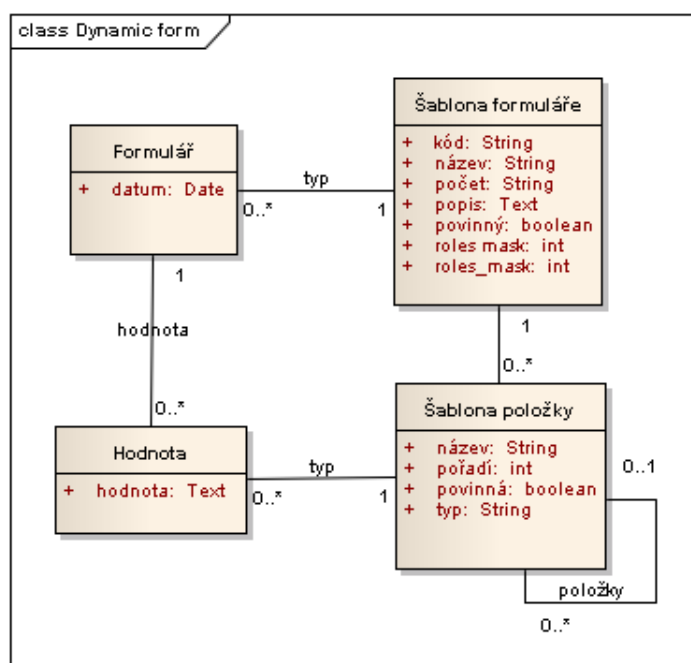 class Dynamic form
Formulář
+ datum: Date
typ
0..*
1
Šablona formuláře
+ kód: String
+ název: String
+ počet: String
+ popis: Text
+ povinný: boolean
+ roles mask: int
+ roles_mask: int
1
hodnota
0..*
1
0..*
Hodnota
+ hodnota: Text
typ
0..*
1
Šablona položky
+ název: String
+ pořadí: int
+ povinná: boolean
+ typ: String
0..1
položky
0..*